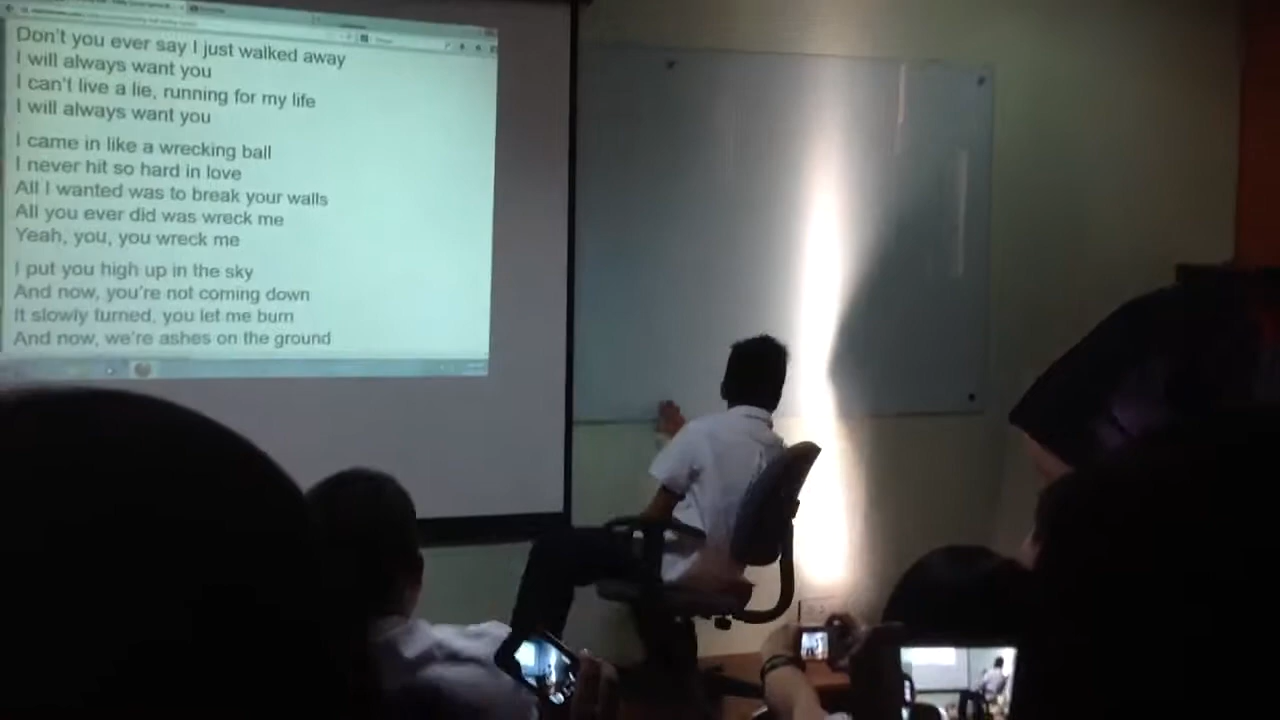 Don't you ever say I just walked away
I will always want you
I can't live a lie, running for my life
I will always want you
I came in like a wrecking ball
I never hit so hard in love
All I wanted was to break your walls
All you ever did was wreck me
Yeah, you, you wreck me
I put you high up in the sky
And now, you're not coming down
It slowly turned, you let me burn
And now, we're ashes on the ground